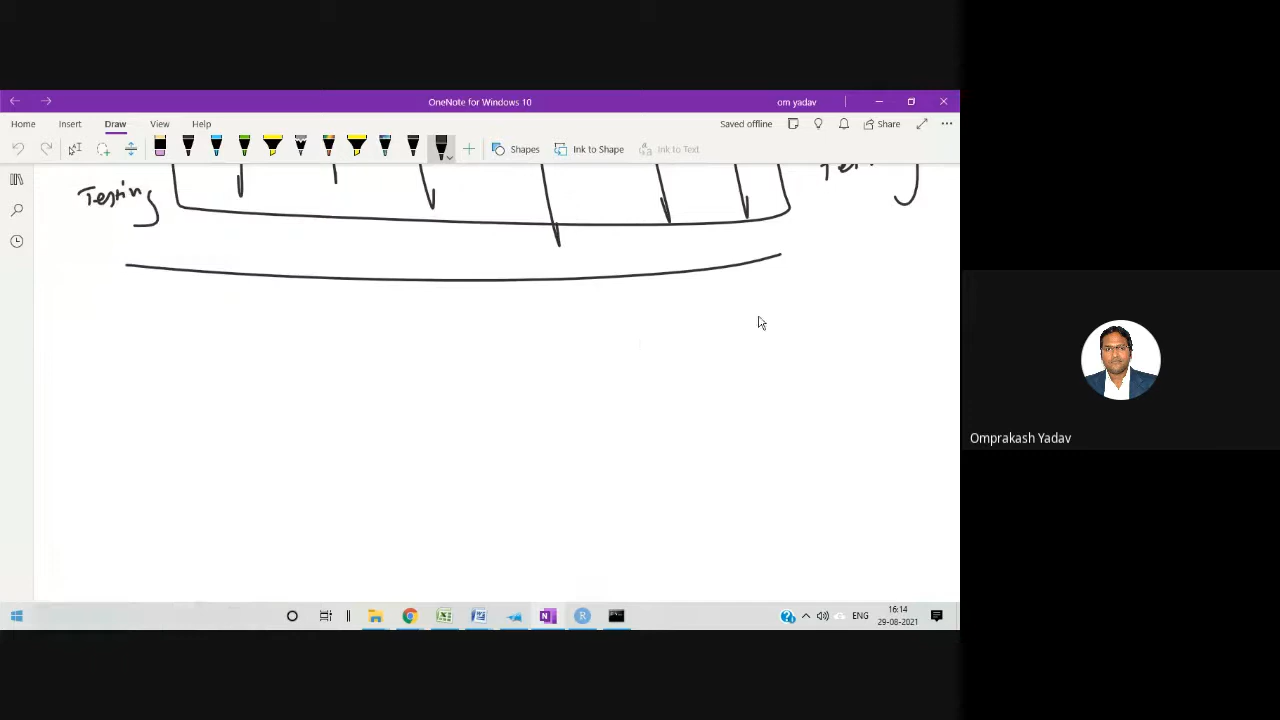 OneNote for Windows 10
om yadav
Home Insert Draw View Help
Saved offline
Share
Shapes
Ink to Shape
Ink to Text
Testing
Omprakash Yadav
ENG
16:14
29-08-2021